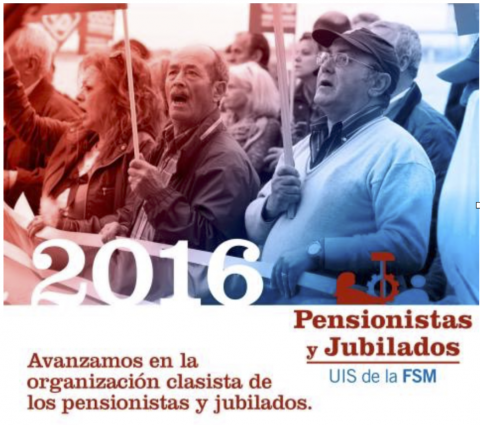 2016
Pensionistas
y Jubilados
UIS de la FSM
Avanzamos en la
organización clasista de
los pensionistas y jubilados.